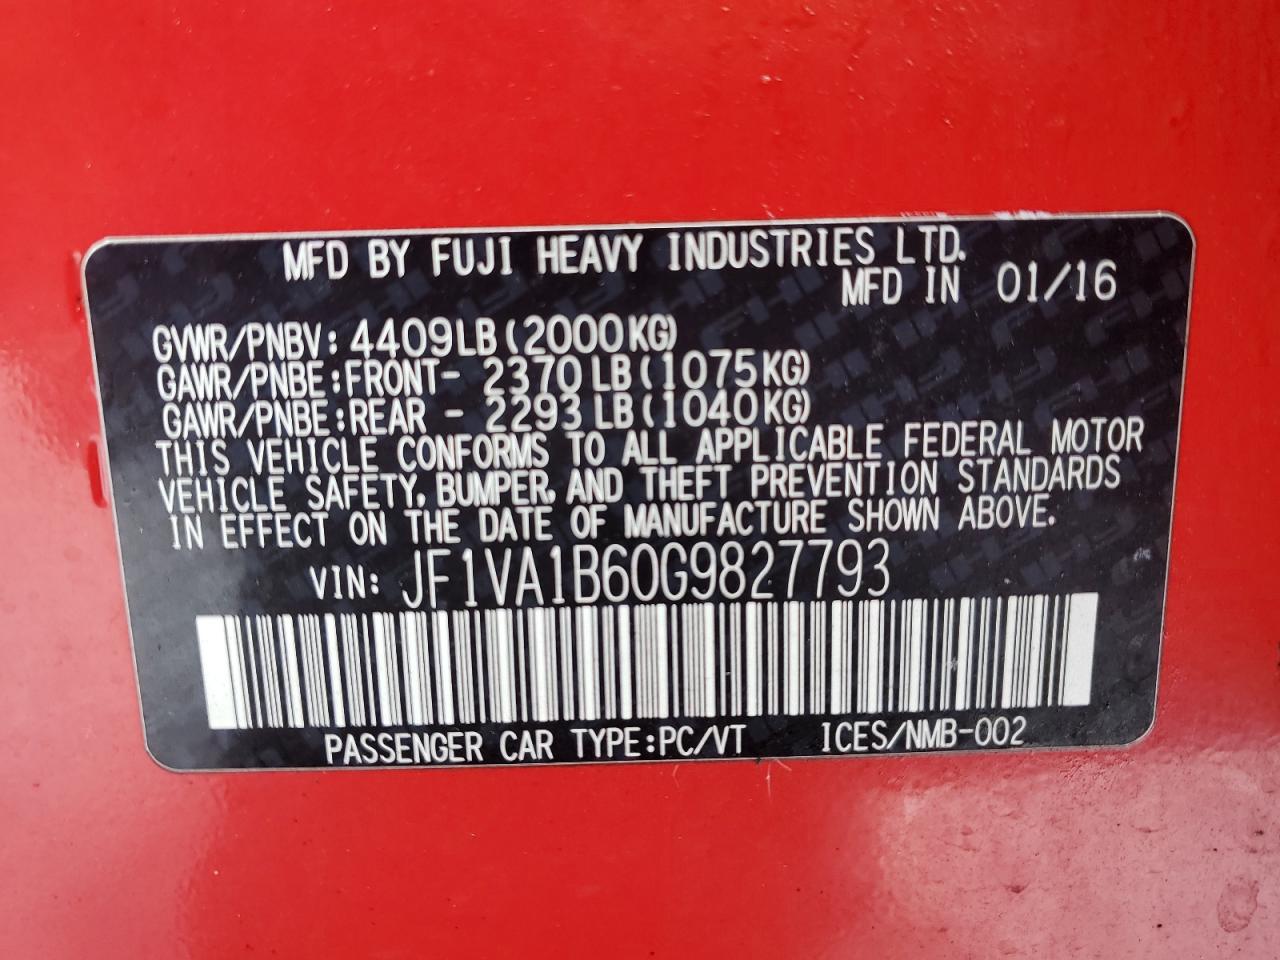 MFD BY FUJI HEAVY INDUSTRIES LTD.
MFD IN 01/16
GVWR/PNBV: 4409LB(2000KG)
GAWR/PNBE:FRONT- 2370LB(1075KG)
GAWR/PNBE:REAR - 2293LB(1040KG)
THIS VEHICLE CONFORMS TO ALL APPLICABLE FEDERAL MOTOR
VEHICLE SAFETY, BUMPER, AND THEFT PREVENTION STANDARDS
IN EFFECT ON THE DATE OF MANUFACTURE SHOWN ABOVE.
VIN: JF1VA1B60G9827793
PASSENGER CAR TYPE:PC/VT ICES/NMB-002